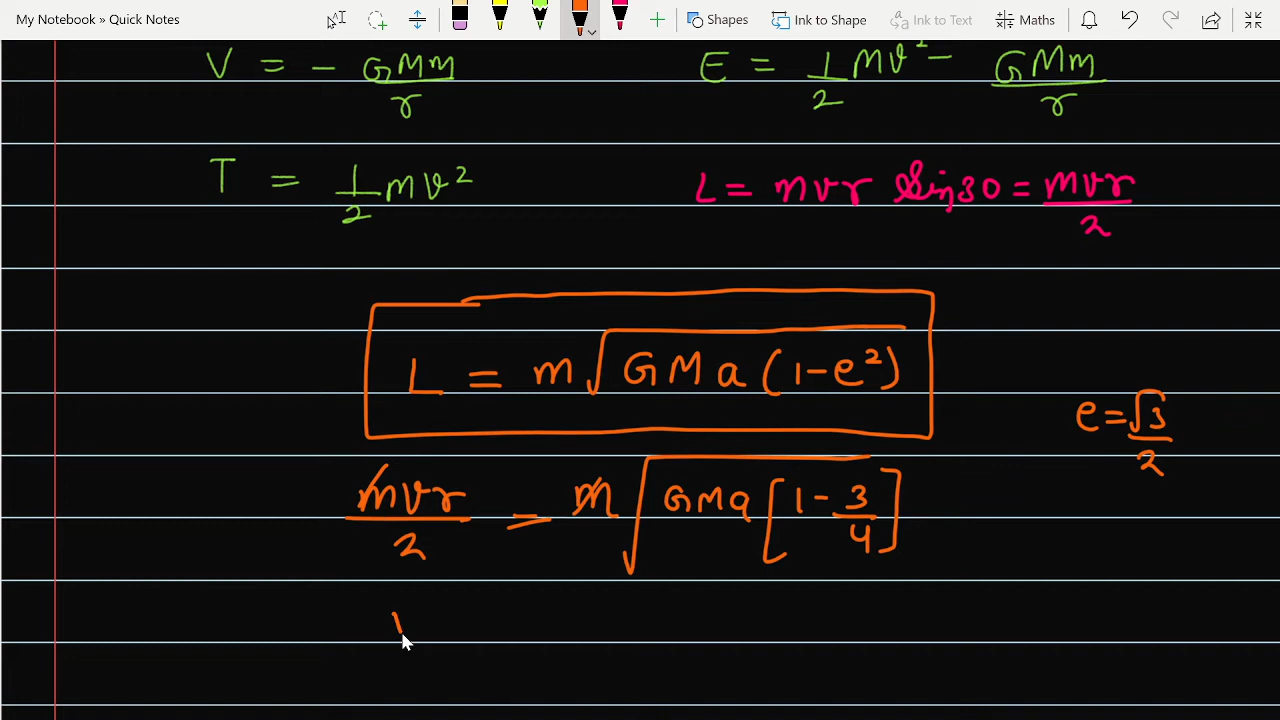 My Notebook » Quick Notes
Shapes Ink to Shape Ink to Text Maths
V = - GMm/r E = 1/2 mv² - GMm/r
T = 1/2 mv² L = mvr Sin30 = mvr/2
L = m√GMa(1-e²)
e = √3/2
mvr/2 = m√GMa[1 - 3/4]